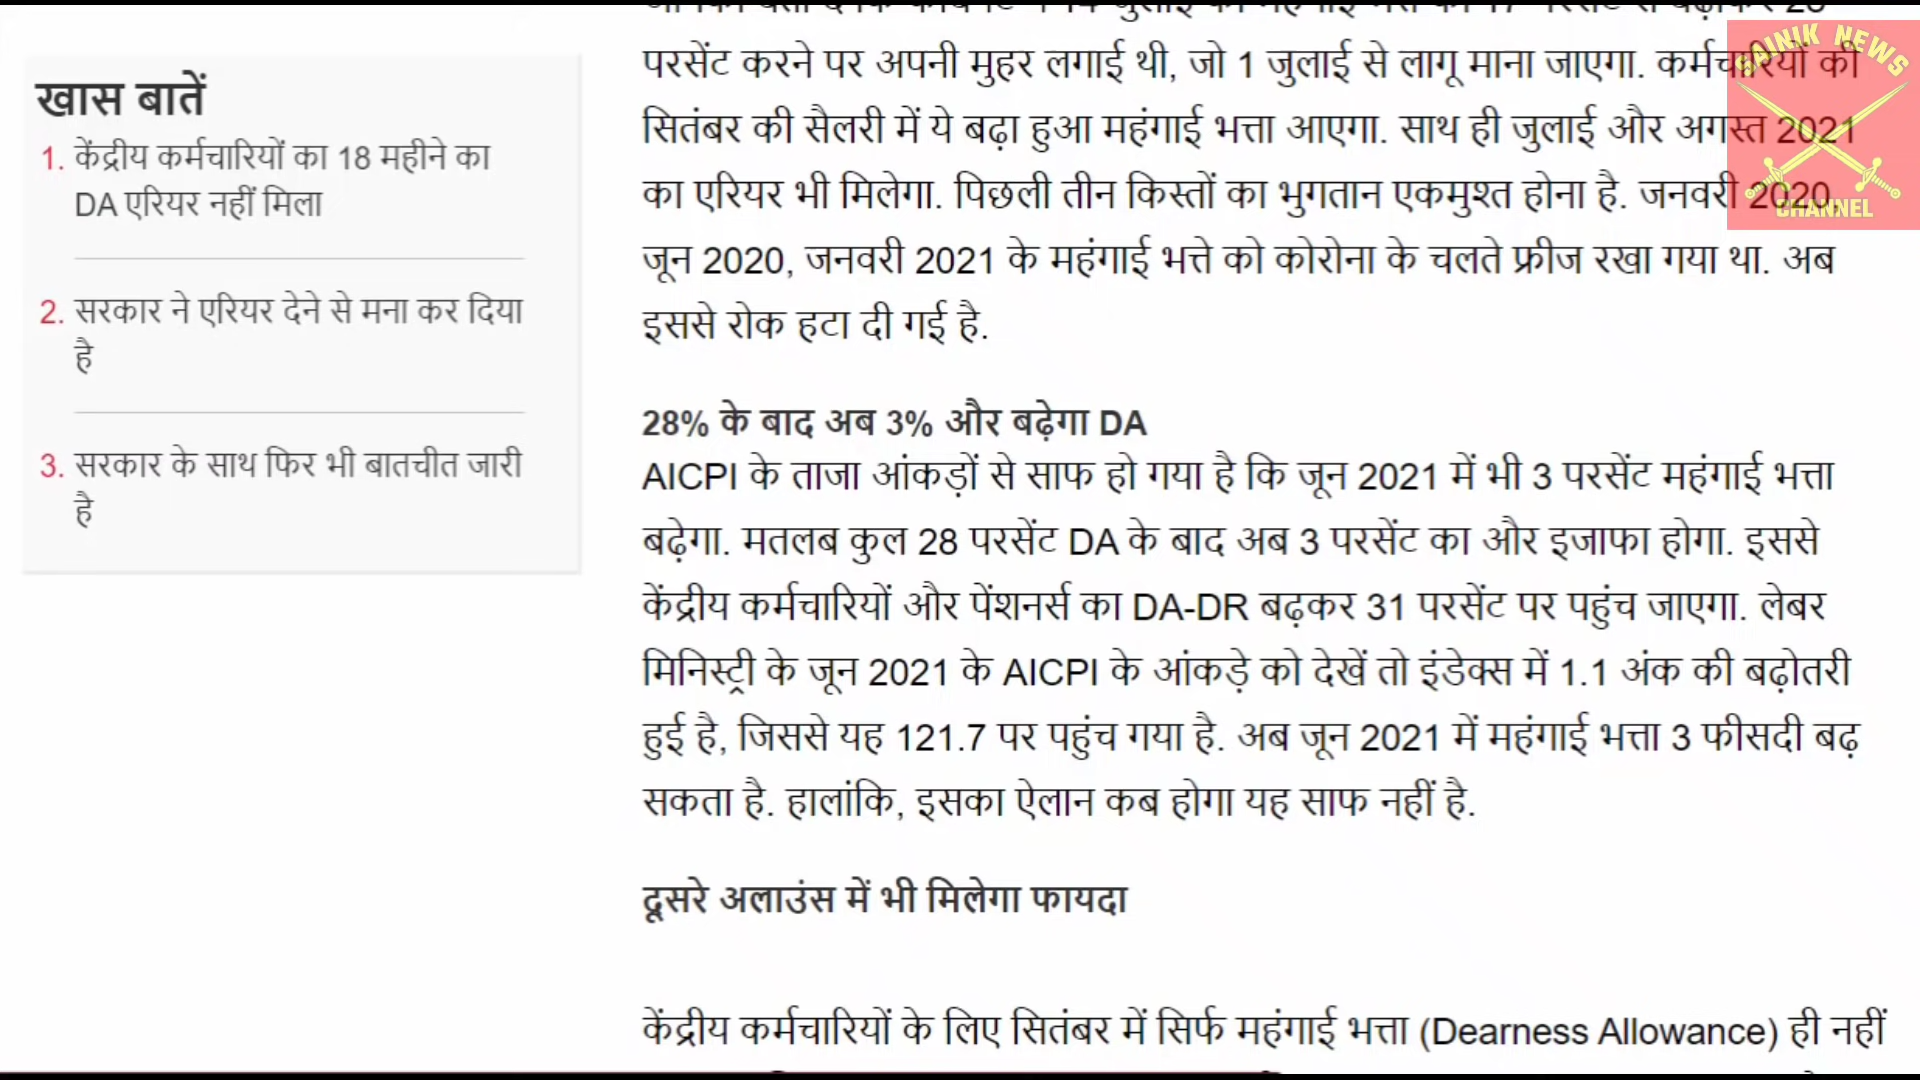 खास बातें
1. केंद्रीय कर्मचारियों का 18 महीने का
DA एरियर नहीं मिला
2. सरकार ने एरियर देने से मना कर दिया
है
3. सरकार के साथ फिर भी बातचीत जारी
है
परसेंट करने पर अपनी मुहर लगाई थी, जो 1 जुलाई से लागू माना जाएगा. कर्मचारियों की
सितंबर की सैलरी में ये बढ़ा हुआ महंगाई भत्ता आएगा. साथ ही जुलाई और अगस्त 2021
का एरियर भी मिलेगा. पिछली तीन किस्तों का भुगतान एकमुश्त होना है. जनवरी 2020,
जून 2020, जनवरी 2021 के महंगाई भत्ते को कोरोना के चलते फ्रीज रखा गया था. अब
इससे रोक हटा दी गई है.
28% के बाद अब 3% और बढ़ेगा DA
AICPI के ताजा आंकड़ों से साफ हो गया है कि जून 2021 में भी 3 परसेंट महंगाई भत्ता
बढ़ेगा. मतलब कुल 28 परसेंट DA के बाद अब 3 परसेंट का और इजाफा होगा. इससे
केंद्रीय कर्मचारियों और पेंशनर्स का DA-DR बढ़कर 31 परसेंट पर पहुंच जाएगा. लेबर
मिनिस्ट्री के जून 2021 के AICPI के आंकड़े को देखें तो इंडेक्स में 1.1 अंक की बढ़ोतरी
हुई है, जिससे यह 121.7 पर पहुंच गया है. अब जून 2021 में महंगाई भत्ता 3 फीसदी बढ़
सकता है. हालांकि, इसका ऐलान कब होगा यह साफ नहीं है.
दूसरे अलाउंस में भी मिलेगा फायदा
केंद्रीय कर्मचारियों के लिए सितंबर में सिर्फ महंगाई भत्ता (Dearness Allowance) ही नहीं
SAINIK NEWS
CHANNEL